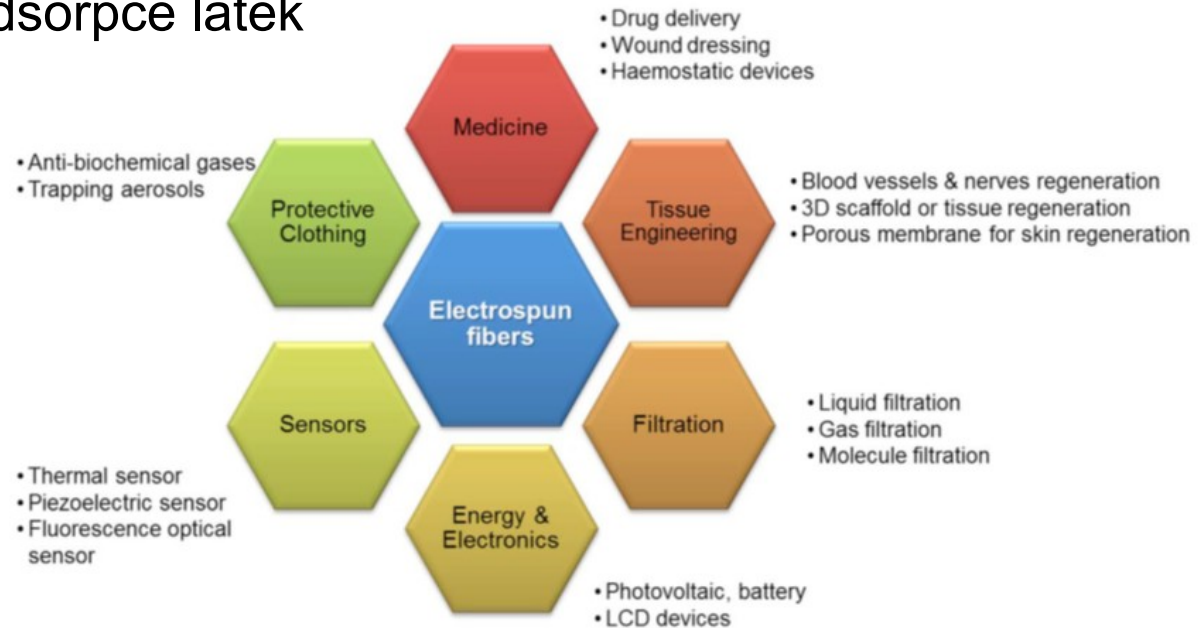 dsorpce látek
• Drug delivery
• Wound dressing
• Haemostatic devices
Medicine
• Anti-biochemical gases
• Trapping aerosols
Protective
Clothing
Tissue
Engineering
• Blood vessels & nerves regeneration
• 3D scaffold or tissue regeneration
• Porous membrane for skin regeneration
Electrospun
fibers
Sensors
Filtration
• Liquid filtration
• Gas filtration
• Molecule filtration
• Thermal sensor
• Piezoelectric sensor
• Fluorescence optical
sensor
Energy &
Electronics
• Photovoltaic, battery
• LCD devices